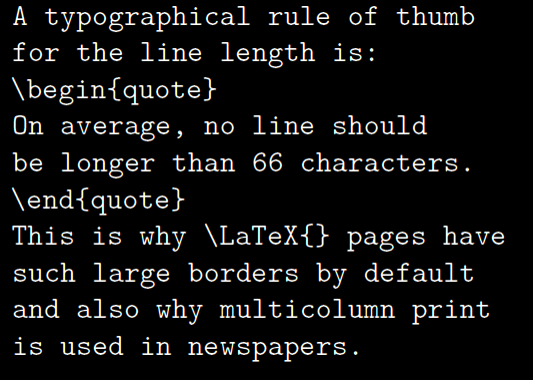 A typographical rule of thumb
for the line length is:
\begin{quote}
On average, no line should
be longer than 66 characters.
\end{quote}
This is why \LaTeX{} pages have
such large borders by default
and also why multicolumn print
is used in newspapers.